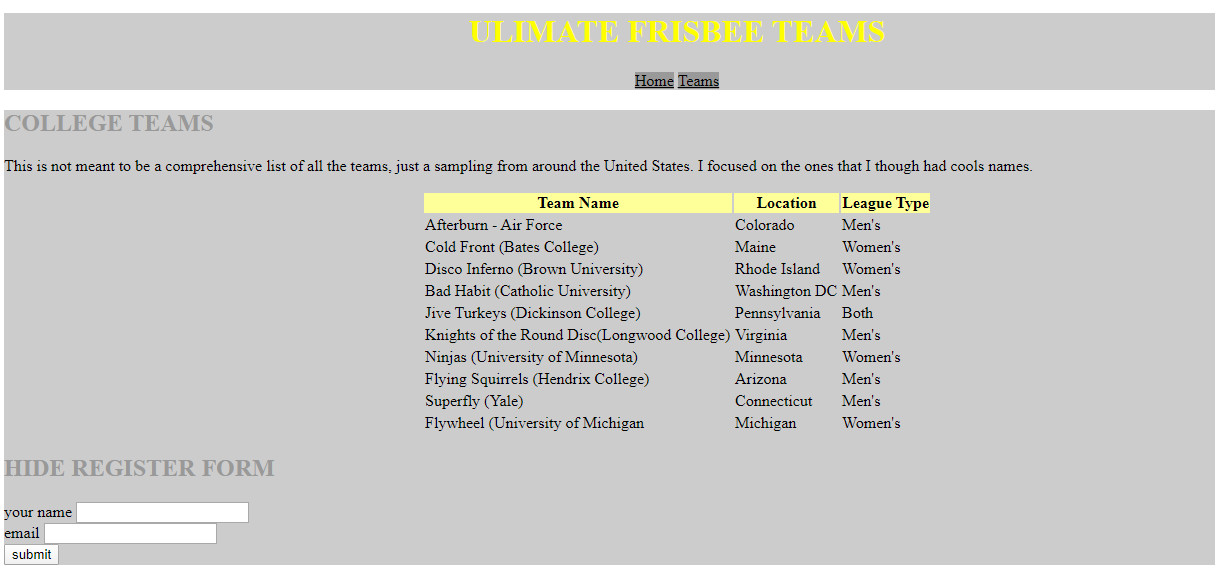 ULIMATE FRISBEE TEAMS
Home Teams
COLLEGE TEAMS
This is not meant to be a comprehensive list of all the teams, just a sampling from around the United States. I focused on the ones that I though had cools names.
Team Name Location League Type
Afterburn - Air Force Colorado Men's
Cold Front (Bates College) Maine Women's
Disco Inferno (Brown University) Rhode Island Women's
Bad Habit (Catholic University) Washington DC Men's
Jive Turkeys (Dickinson College) Pennsylvania Both
Knights of the Round Disc(Longwood College) Virginia Men's
Ninjas (University of Minnesota) Minnesota Women's
Flying Squirrels (Hendrix College) Arizona Men's
Superfly (Yale) Connecticut Men's
Flywheel (University of Michigan Michigan Women's
HIDE REGISTER FORM
your name
email
submit